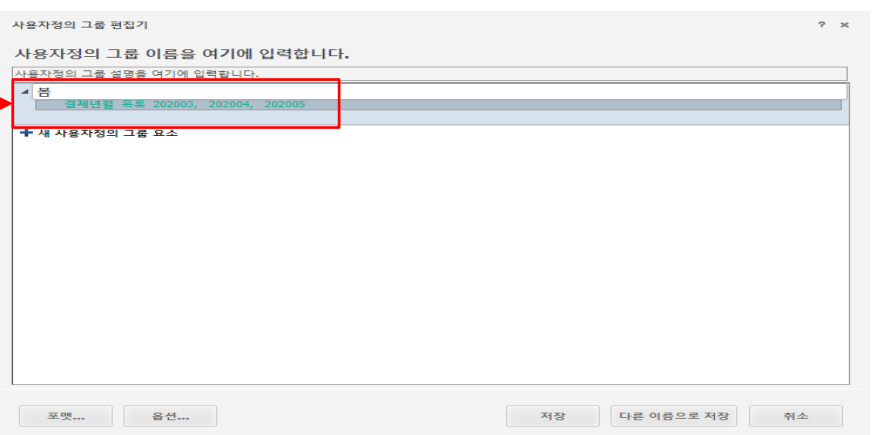 사용자정의 그룹 편집기 ? ×
사용자정의 그룹 이름을 여기에 입력합니다.
사용자정의 그룹 설명을 여기에 입력합니다.
봄
결제년월 목록 202003, 202004, 202005
새 사용자정의 그룹 요소
포맷... 옵션... 저장 다른 이름으로 저장 취소